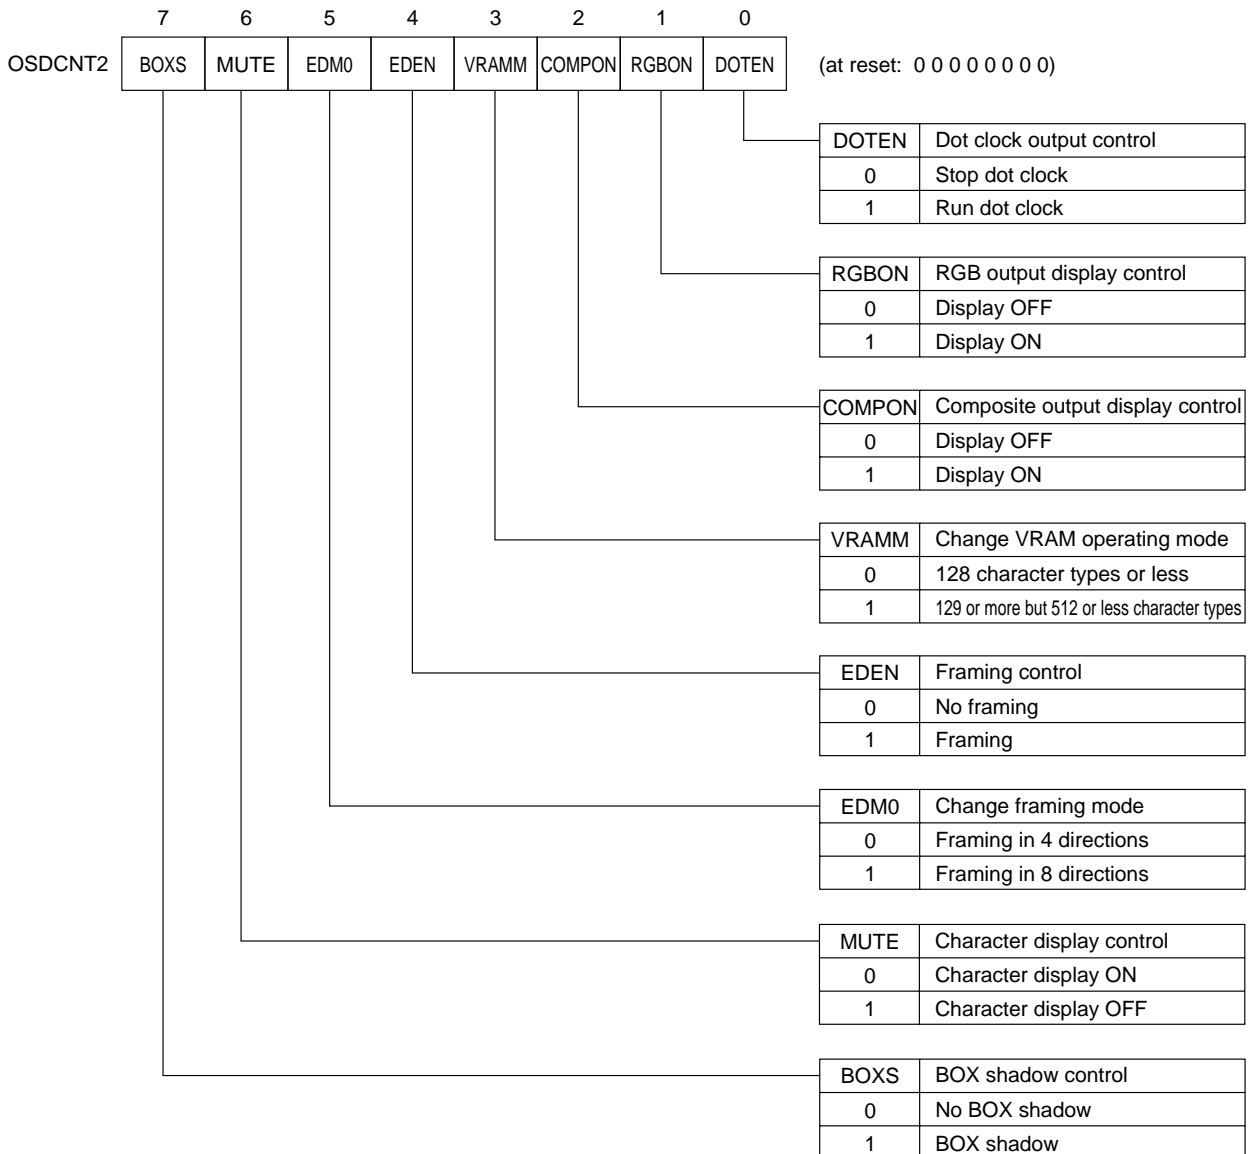 7 6 5 4 3 2 1 0
OSDCNT2 BOXS MUTE EDM0 EDEN VRAMM COMPON RGBON DOTEN (at reset: 0 0 0 0 0 0 0 0)
DOTEN Dot clock output control
0 Stop dot clock
1 Run dot clock
RGBON RGB output display control
0 Display OFF
1 Display ON
COMPON Composite output display control
0 Display OFF
1 Display ON
VRAMM Change VRAM operating mode
0 128 character types or less
1 129 or more but 512 or less character types
EDEN Framing control
0 No framing
1 Framing
EDM0 Change framing mode
0 Framing in 4 directions
1 Framing in 8 directions
MUTE Character display control
0 Character display ON
1 Character display OFF
BOXS BOX shadow control
0 No BOX shadow
1 BOX shadow